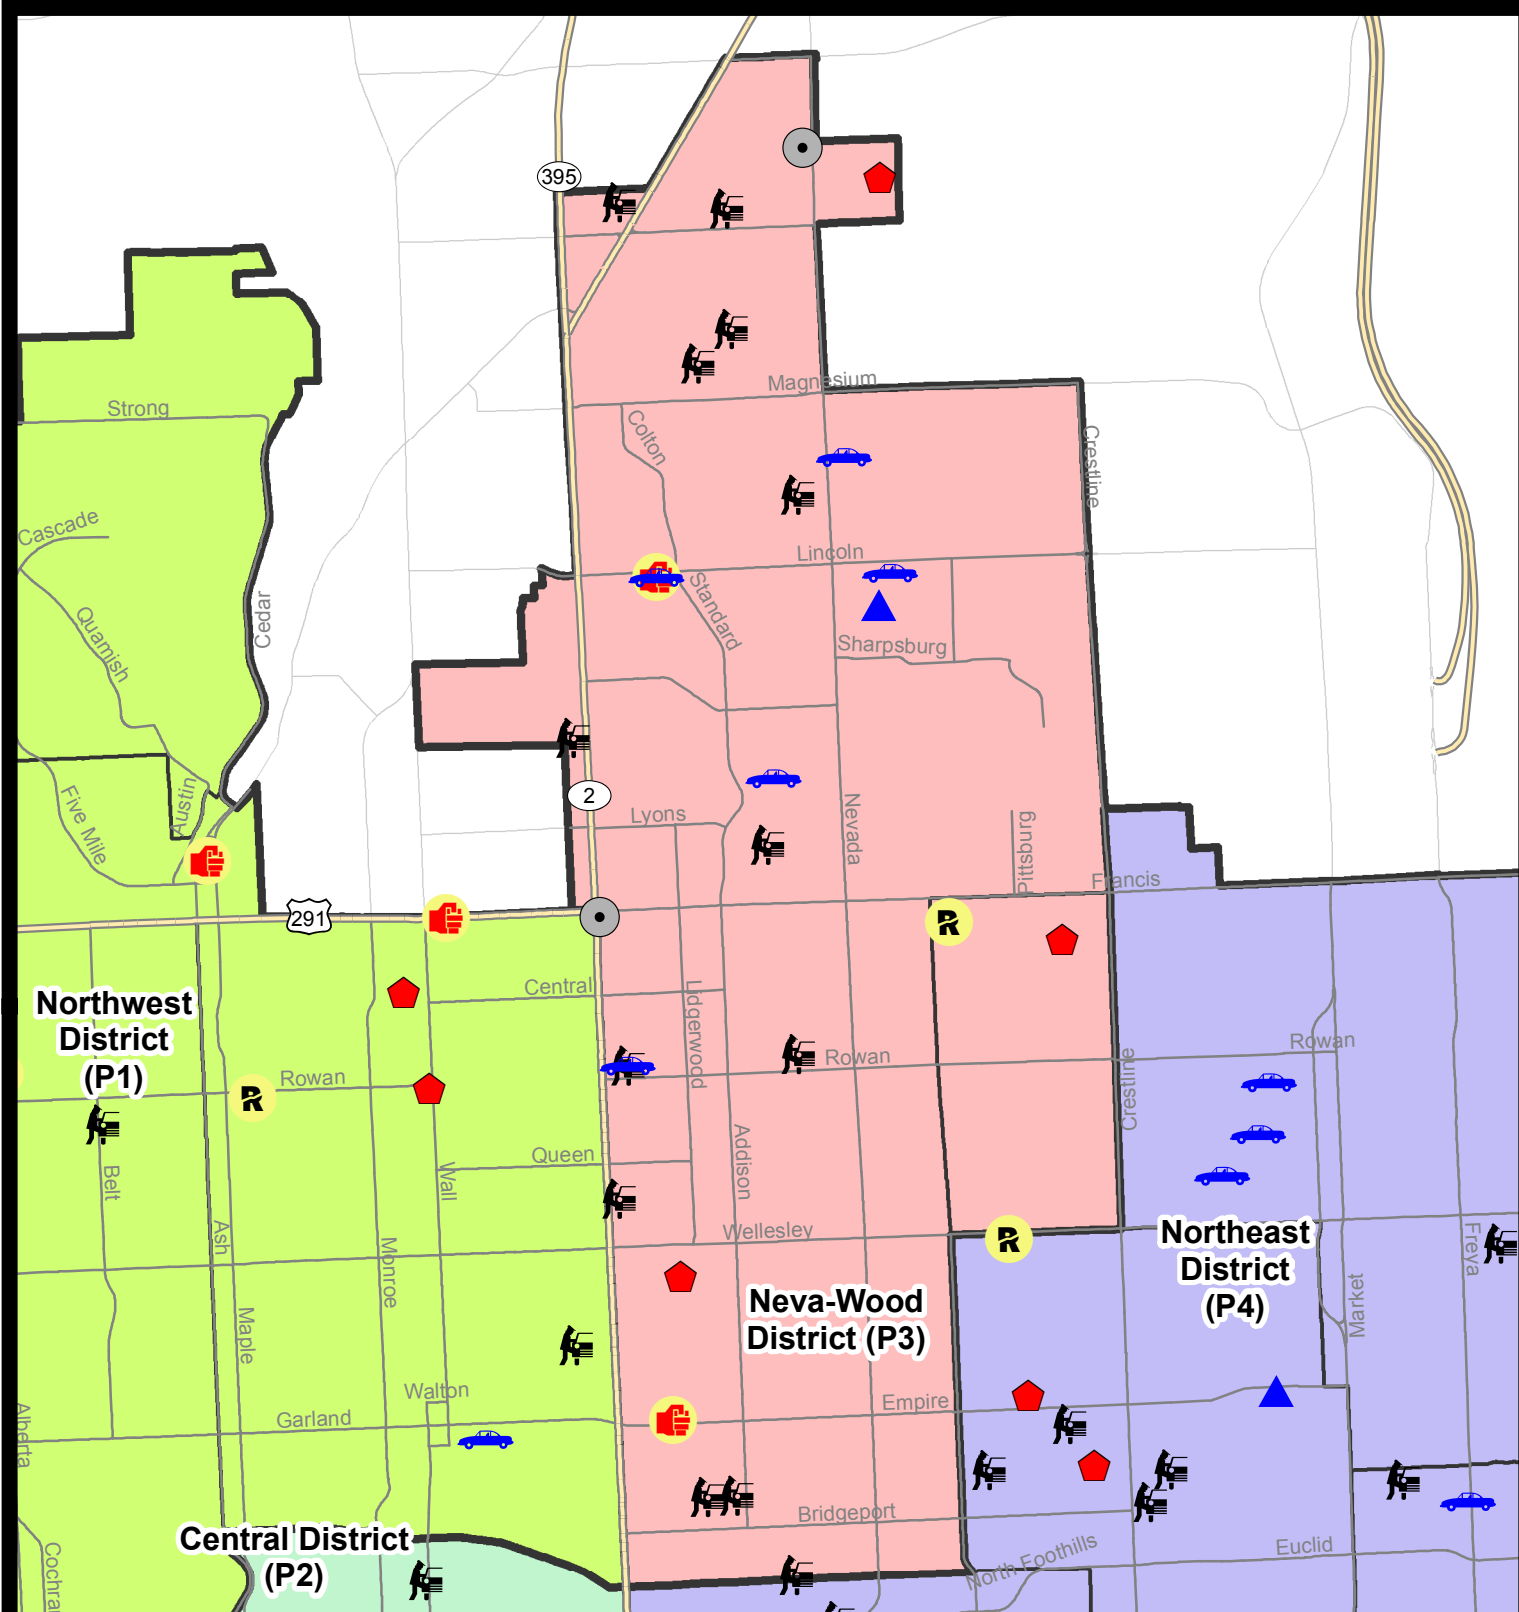 395
Magnesium
Strong
Colton
Crestline
Cascade
Lincoln
Standard
Quamish
Cedar
Sharpsburg
2
Five Mile
Austin
Lyons
Nevada
Pittsburg
Francis
291
Northwest
District
(P1)
Central
Lidgerwood
Rowan
Rowan
Rowan
R
R
Crestline
Belt
Wall
Queen
Addison
Ash
Monroe
Wellesley
R
Northeast
District
(P4)
Freya
Market
Neva-Wood
District (P3)
Maple
Walton
Garland
Empire
Alberta
Bridgeport
Central District
(P2)
North Foothills
Euclid